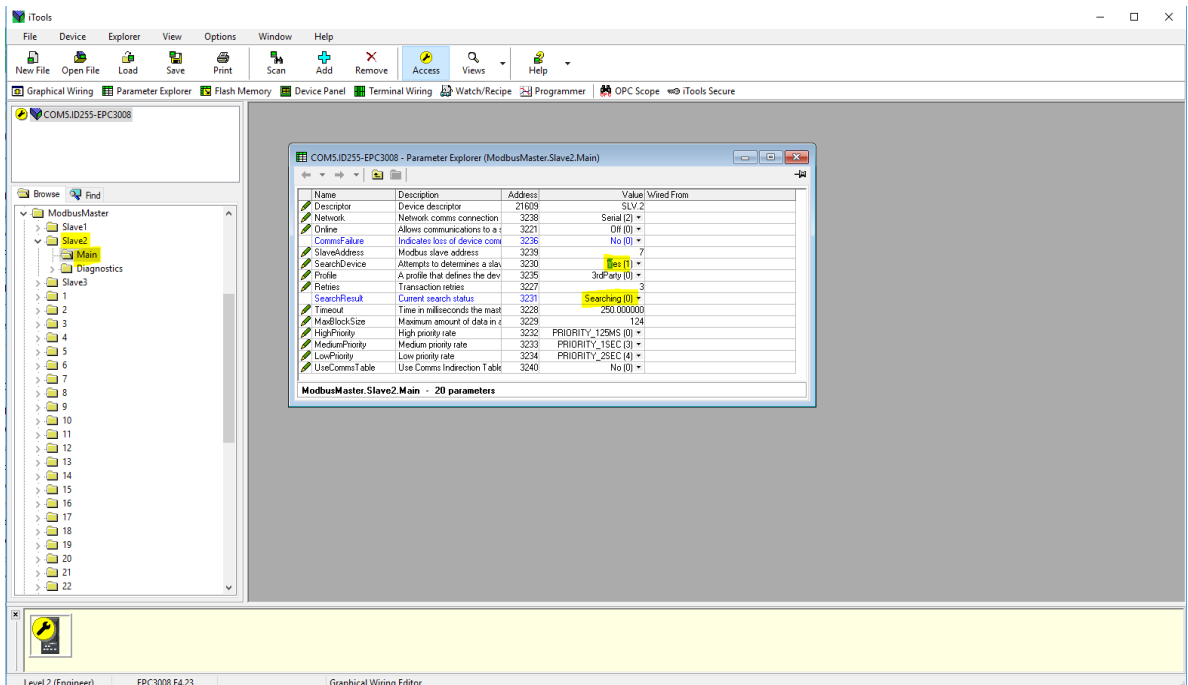 iTools
File Device Explorer View Options Window Help
New File Open File Load Save Print Scan Add Remove Access Views Help
Graphical Wiring Parameter Explorer Flash Memory Device Panel Terminal Wiring Watch/Recipe Programmer OPC Scope iTools Secure
COM5.ID255-EPC3008
Browse Find
ModbusMaster
Slave1
Slave2
Main
Diagnostics
Slave3
1
2
3
4
5
6
7
8
9
10
11
12
13
14
15
16
17
18
19
20
21
22
COM5.ID255-EPC3008 - Parameter Explorer (ModbusMaster.Slave2.Main)
Name Description Address Value Wired From
Descriptor Device descriptor 21609 SLV.2
Network Network comms connection 3238 Serial (2)
Online Allows communications to a s 3221 Off (0)
CommsFailure Indicates loss of device com 3236 No (0)
SlaveAddress Modbus slave address 3239 7
SearchDevice Attempts to determines a slav 3230 Yes (1)
Profile A profile that defines the dev 3235 3rdParty (0)
Retries Transaction retries 3227 3
SearchResult Current search status 3231 Searching (0)
Timeout Time in milliseconds the mast 3228 250.000000
MaxBlockSize Maximum amount of data in a 3229 124
HighPriority High priority rate 3232 PRIORITY_125MS (0)
MediumPriority Medium priority rate 3233 PRIORITY_1SEC (3)
LowPriority Low priority rate 3234 PRIORITY_2SEC (4)
UseCommsTable Use Comms Indirection Table 3240 No (0)
ModbusMaster.Slave2.Main - 20 parameters
Level 2 (Engineer) EPC3008 E4.23 Graphical Wiring Editor